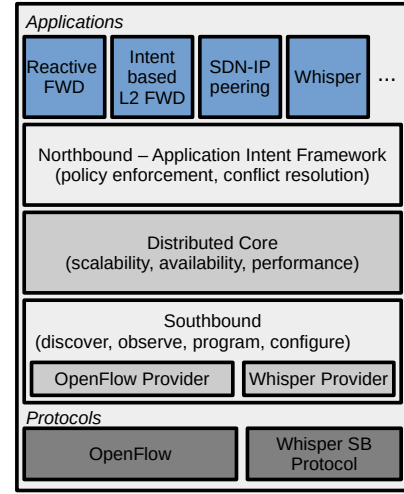 Applications
Reactive
FWD
Intent
based
L2 FWD
SDN-IP
peering
Whisper
...
Northbound – Application Intent Framework
(policy enforcement, conflict resolution)
Distributed Core
(scalability, availability, performance)
Southbound
(discover, observe, program, configure)
OpenFlow Provider
Whisper Provider
Protocols
OpenFlow
Whisper SB
Protocol